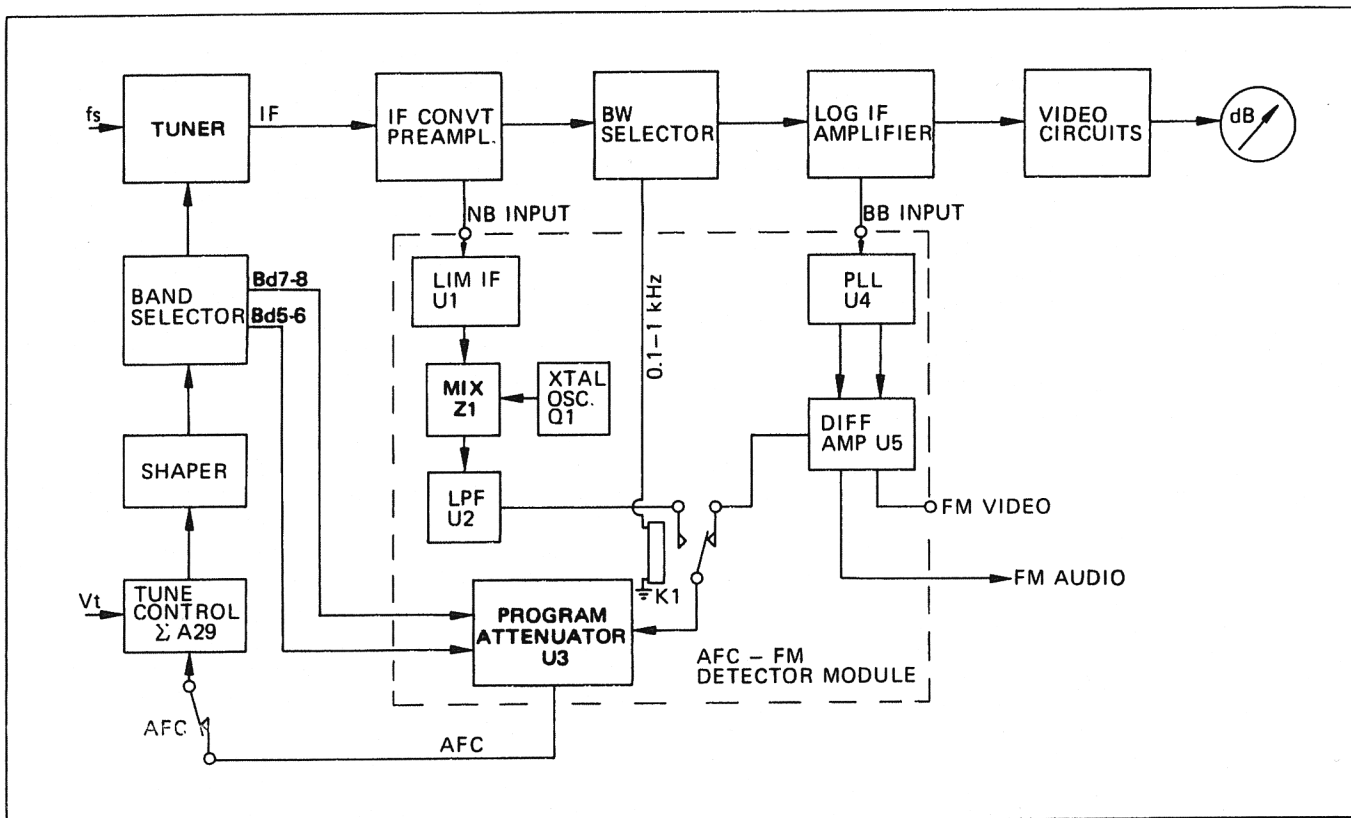 fs
TUNER
IF
IF CONVT
PREAMPL.
BW
SELECTOR
LOG IF
AMPLIFIER
VIDEO
CIRCUITS
dB
NB INPUT
BB INPUT
BAND
SELECTOR
Bd7-8
Bd5-6
LIM IF
U1
0.1–1 kHz
PLL
U4
MIX
Z1
XTAL
OSC.
Q1
DIFF
AMP U5
SHAPER
LPF
U2
FM VIDEO
FM AUDIO
K1
Vt
TUNE
CONTROL
Σ A29
PROGRAM
ATTENUATOR
U3
AFC – FM
DETECTOR MODULE
AFC
AFC